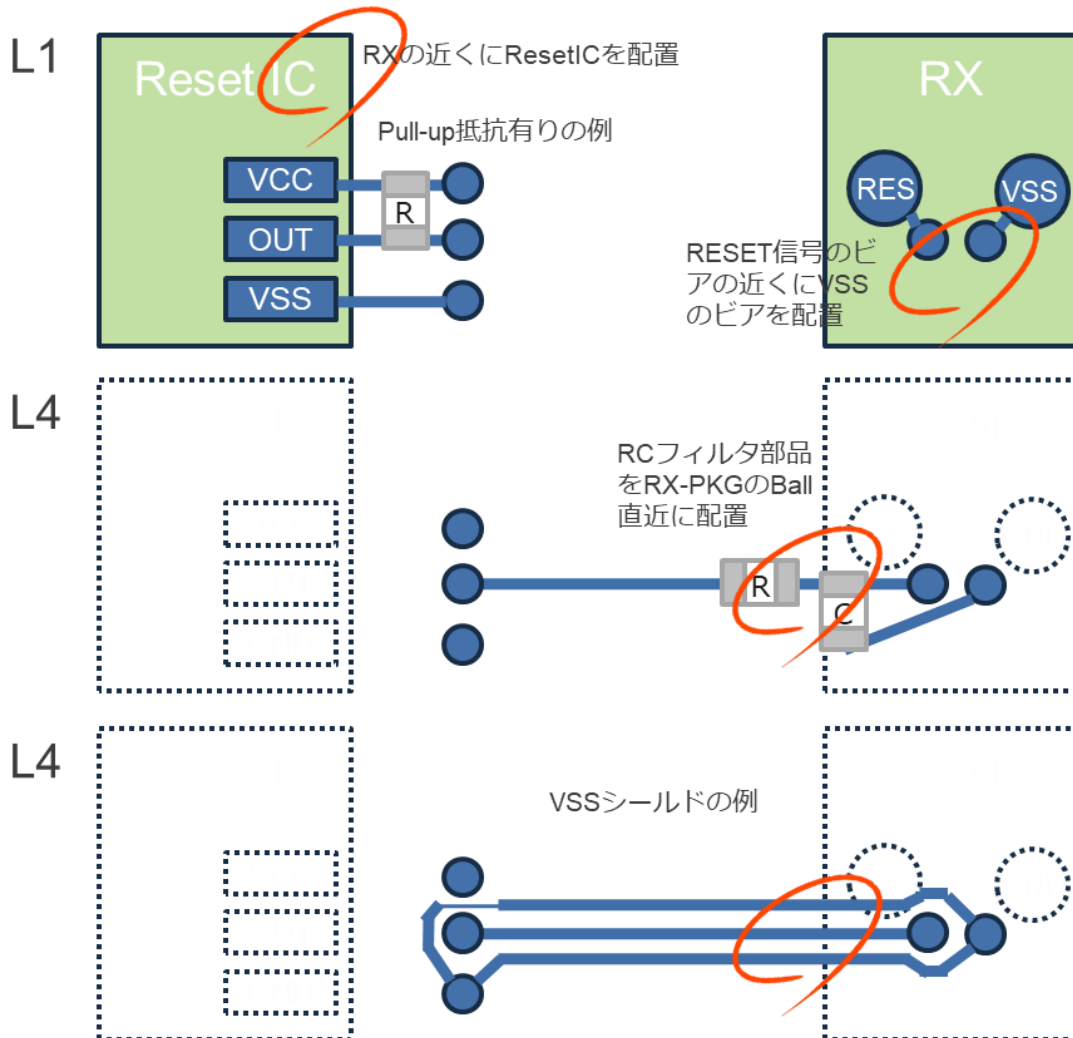 L1
Reset IC
RXの近くにResetICを配置
RX
Pull-up抵抗有りの例
VCC
R
OUT
VSS
RES
VSS
RESET信号のビ
アの近くにVSS
のビアを配置
L4
RCフィルタ部品
をRX-PKGのBall
直近に配置
R
C
L4
VSSシールドの例